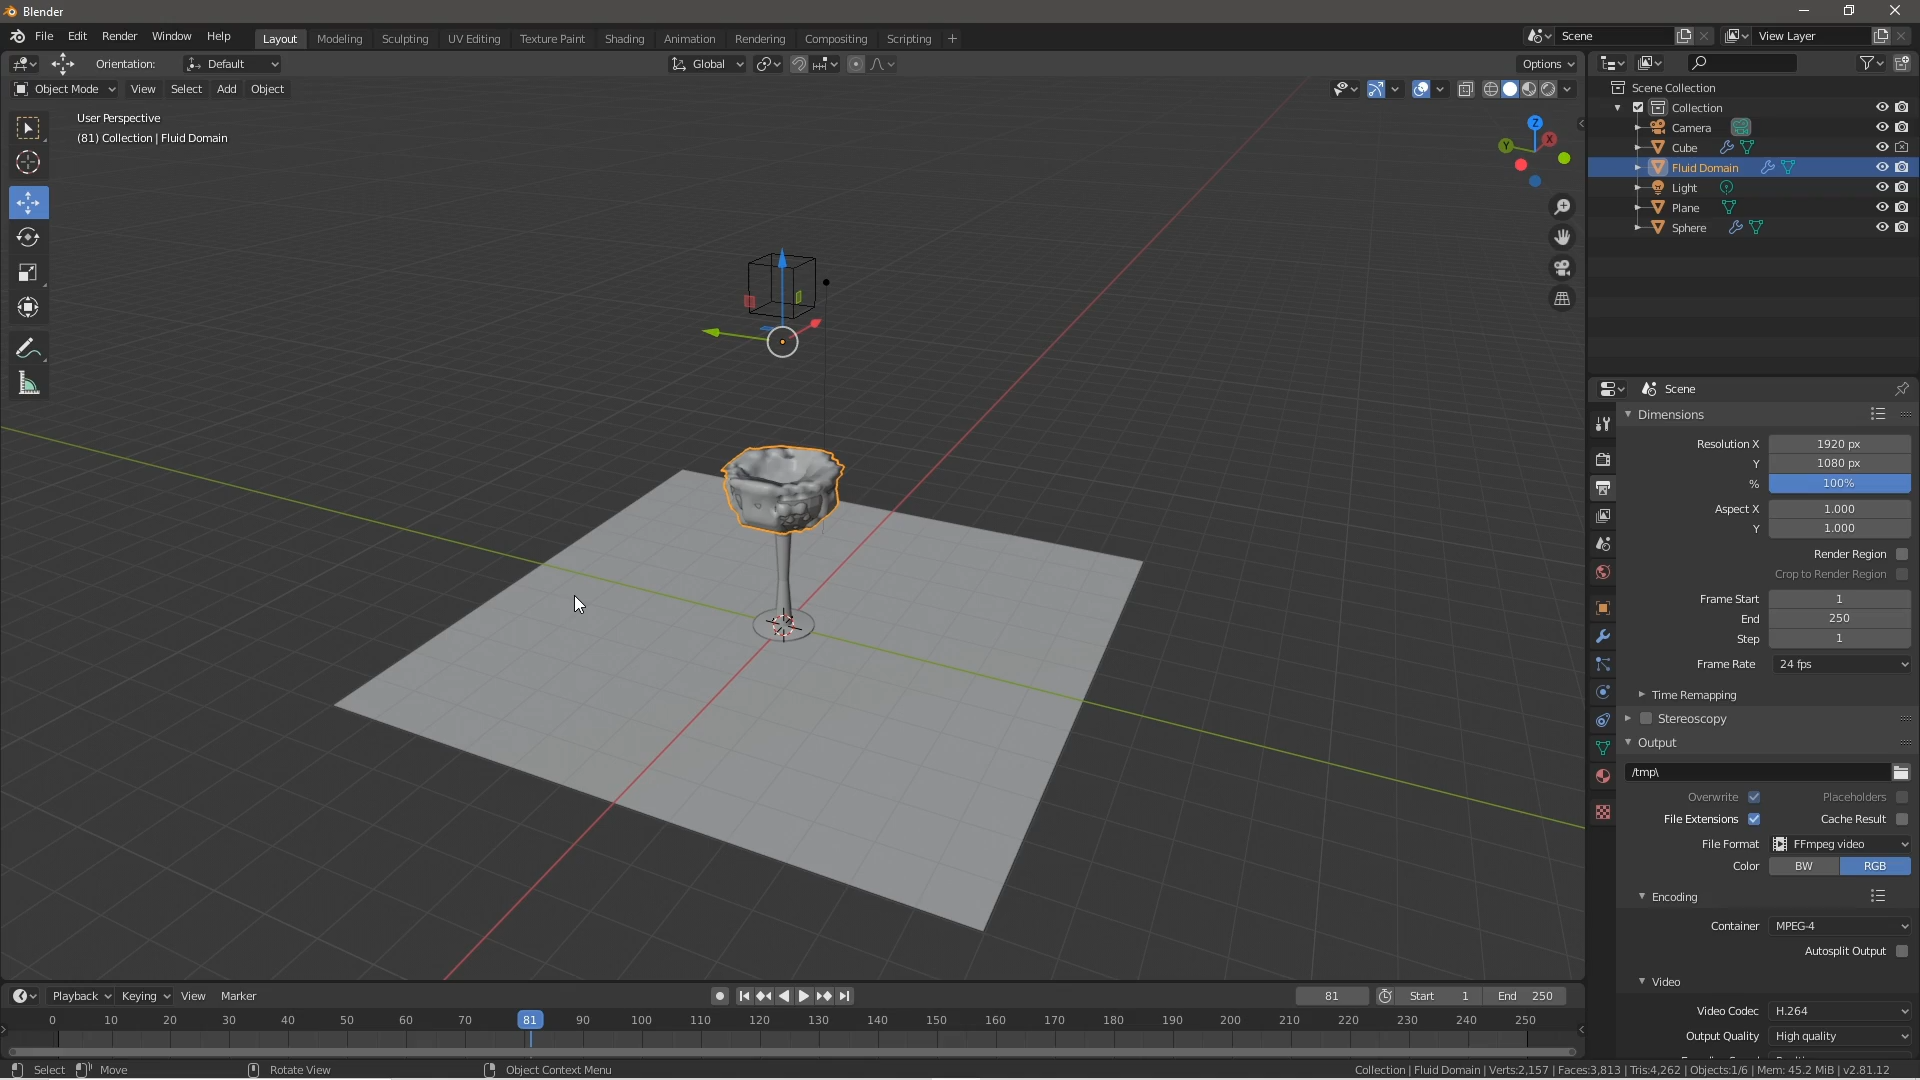 Blender
File Edit Render Window Help Layout Modeling Sculpting UV Editing Texture Paint Shading Animation Rendering Compositing Scripting + Scene View Layer
Orientation: Default Global Options
Object Mode View Select Add Object
User Perspective
(81) Collection | Fluid Domain
Z
X
Y
Scene Collection
Collection
Camera
Cube
Fluid Domain
Light
Plane
Sphere
Scene
Dimensions
Resolution X 1920 px
Y 1080 px
% 100%
Aspect X 1.000
Y 1.000
Render Region
Crop to Render Region
Frame Start 1
End 250
Step 1
Frame Rate 24 fps
Time Remapping
Stereoscopy
Output
/tmp\
Overwrite Placeholders
File Extensions Cache Result
File Format FFmpeg video
Color BW RGB
Encoding
Container MPEG-4
Autosplit Output
Video
Video Codec H.264
Output Quality High quality
Playback Keying View Marker 81 Start 1 End 250
0 10 20 30 40 50 60 70 81 90 100 110 120 130 140 150 160 170 180 190 200 210 220 230 240 250
Select Move Rotate View Object Context Menu Collection | Fluid Domain | Verts:2,157 | Faces:3,813 | Tris:4,262 | Objects:1/6 | Mem: 45.2 MiB | v2.81.12